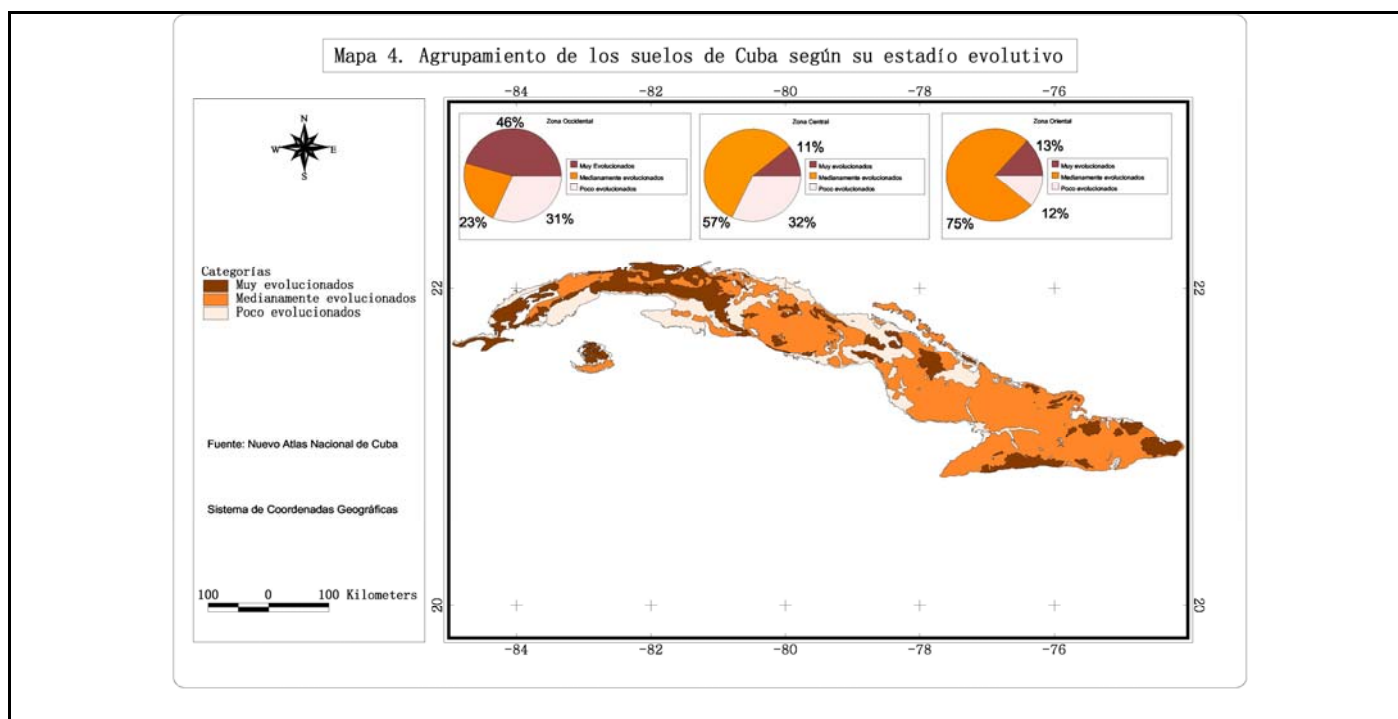 Mapa 4. Agrupamiento de los suelos de Cuba según su estadío evolutivo
-84 -82 -80 -78 -76
N
W E
S
Zona Occidental
46%
Muy Evolucionados
Medianamente evolucionados
Poco evolucionados
23%
31%
Zona Central
11%
Muy evolucionados
Medianamente evolucionados
Poco evolucionados
57%
32%
Zona Oriental
13%
Muy evolucionados
Medianamente evolucionados
Poco evolucionados
75%
12%
Categorías
Muy evolucionados
Medianamente evolucionados
Poco evolucionados
22 22
Fuente: Nuevo Atlas Nacional de Cuba
Sistema de Coordenadas Geográficas
100 0 100 Kilometers
20 20
-84 -82 -80 -78 -76